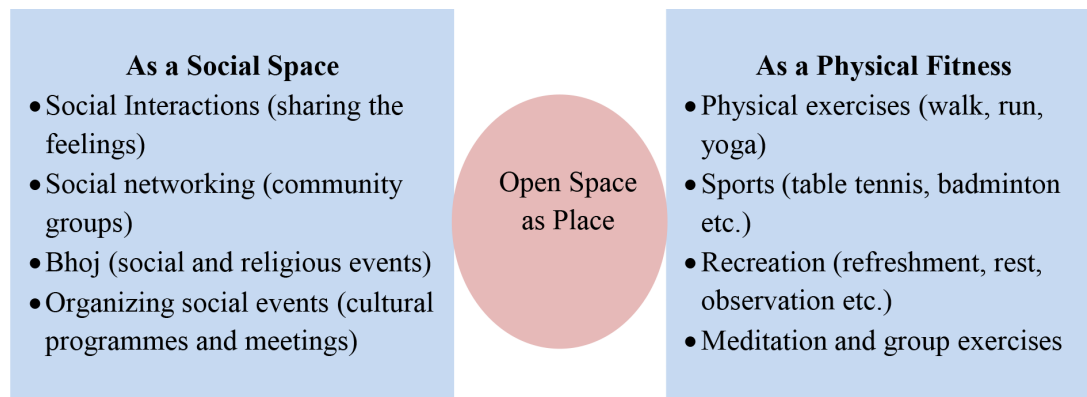 As a Social Space
• Social Interactions (sharing the
feelings)
• Social networking (community
groups)
• Bhoj (social and religious events)
• Organizing social events (cultural
programmes and meetings)
Open Space
as Place
As a Physical Fitness
• Physical exercises (walk, run,
yoga)
• Sports (table tennis, badminton
etc.)
• Recreation (refreshment, rest,
observation etc.)
• Meditation and group exercises